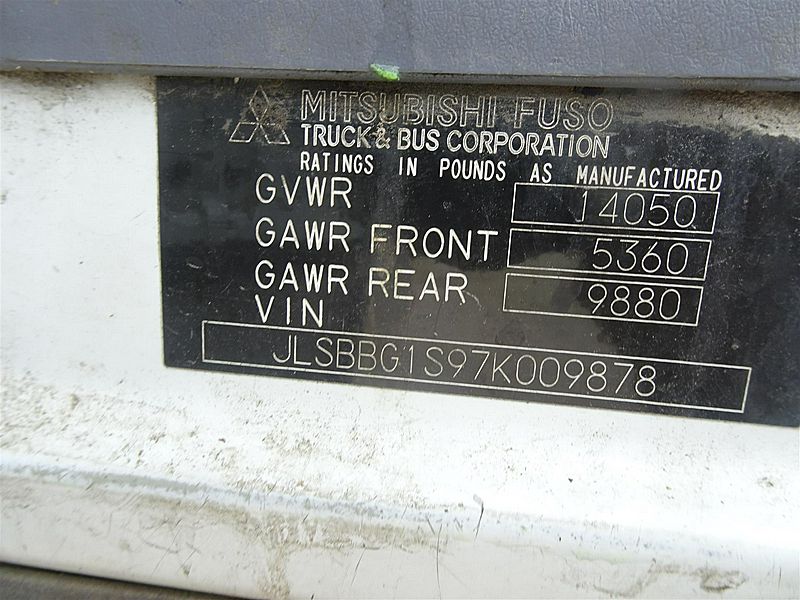 MITSUBISHI FUSO
TRUCK & BUS CORPORATION
RATINGS IN POUNDS AS MANUFACTURED
GVWR 14050
GAWR FRONT 5360
GAWR REAR 9880
VIN
JLSBBG1S97K009878